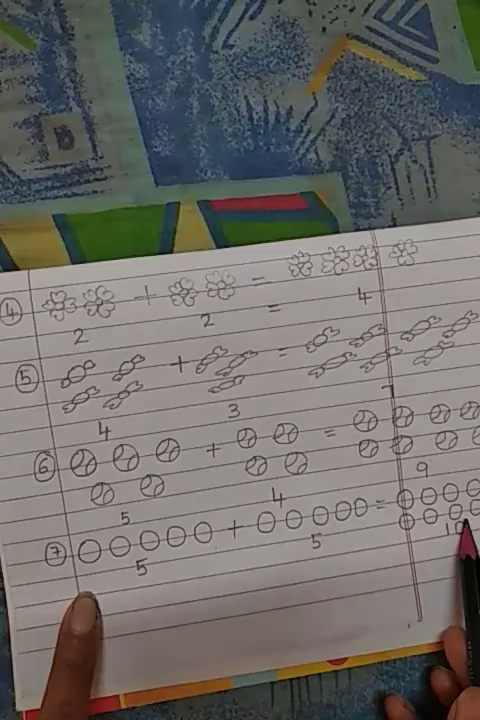 D
4 + =
2 2 = 4
5 + =
4 3 7
6 + =
5 4 9
7 + =
5 5 10